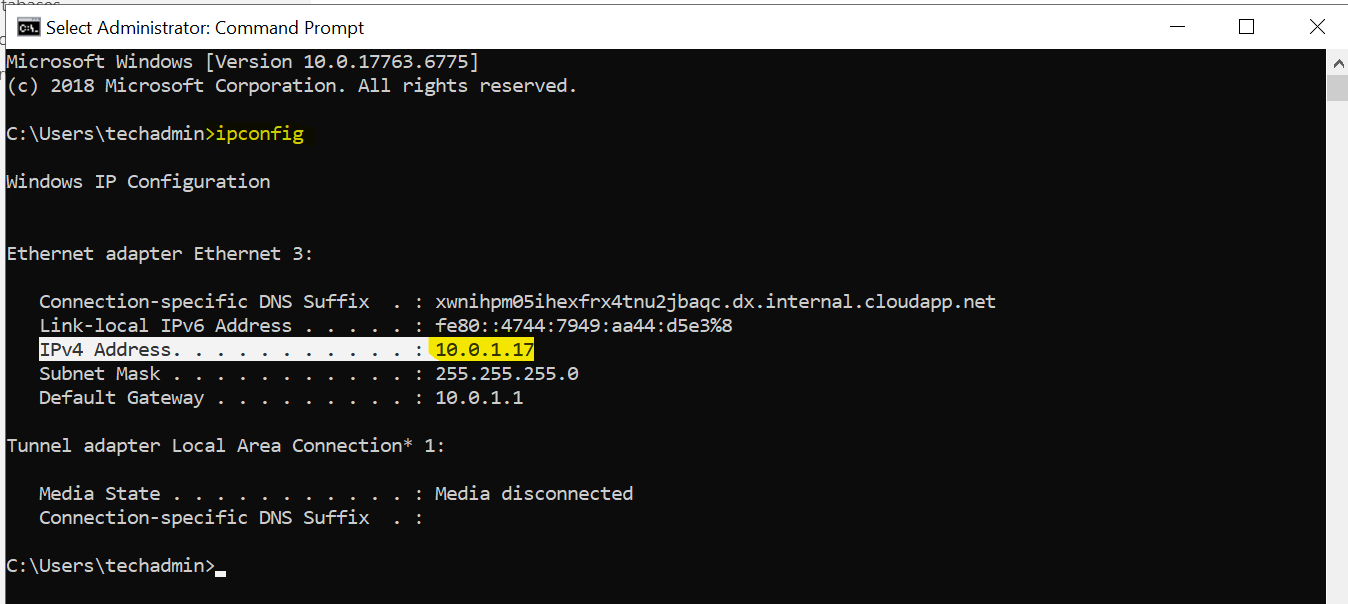 Select Administrator: Command Prompt
Microsoft Windows [Version 10.0.17763.6775]
(c) 2018 Microsoft Corporation. All rights reserved.
C:\Users\techadmin>ipconfig
Windows IP Configuration
Ethernet adapter Ethernet 3:
Connection-specific DNS Suffix  . : xwnihpm05ihexfrx4tnu2jbaqc.dx.internal.cloudapp.net
Link-local IPv6 Address . . . . . : fe80::4744:7949:aa44:d5e3%8
IPv4 Address. . . . . . . . . . . : 10.0.1.17
Subnet Mask . . . . . . . . . . . : 255.255.255.0
Default Gateway . . . . . . . . . : 10.0.1.1
Tunnel adapter Local Area Connection* 1:
Media State . . . . . . . . . . . : Media disconnected
Connection-specific DNS Suffix  . :
C:\Users\techadmin>